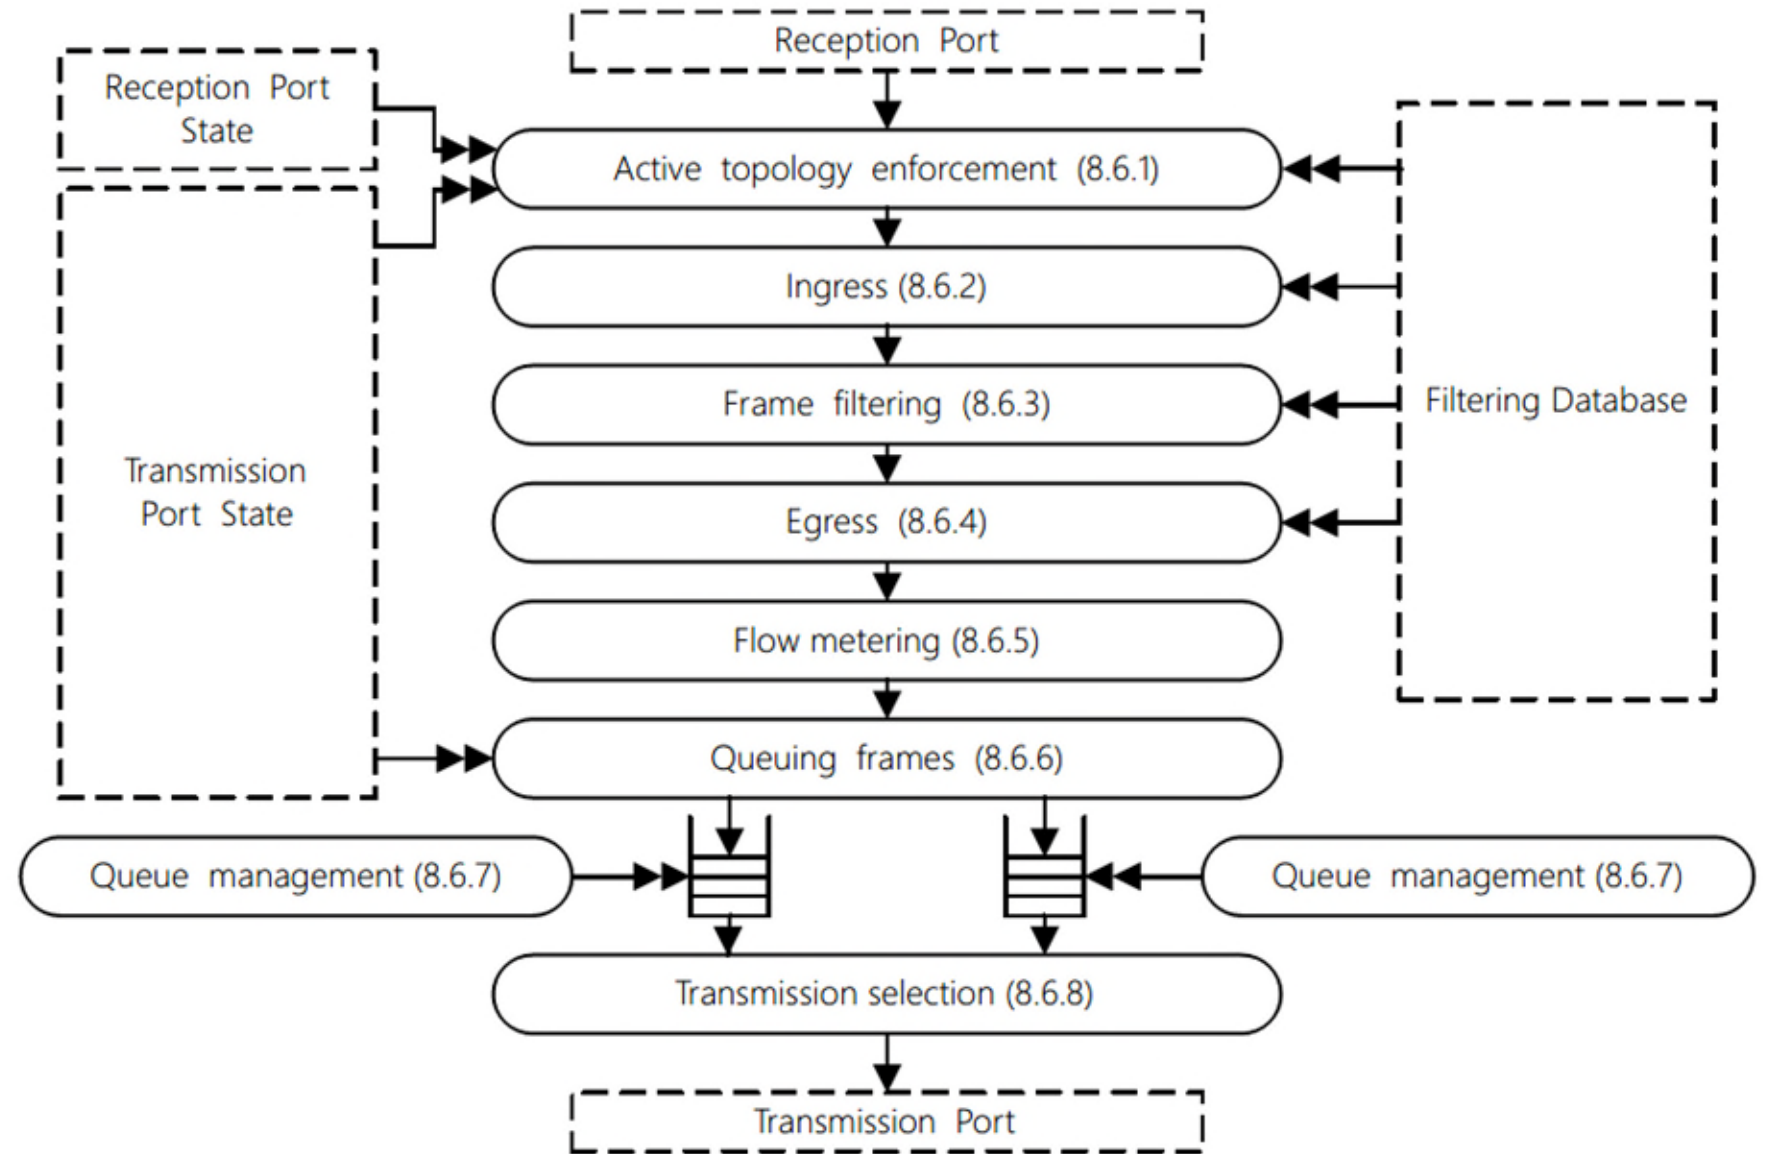 Reception Port
Reception Port
State
Active topology enforcement (8.6.1)
Ingress (8.6.2)
Frame filtering (8.6.3)
Filtering Database
Transmission
Port State
Egress (8.6.4)
Flow metering (8.6.5)
Queuing frames (8.6.6)
Queue management (8.6.7)
Queue management (8.6.7)
Transmission selection (8.6.8)
Transmission Port